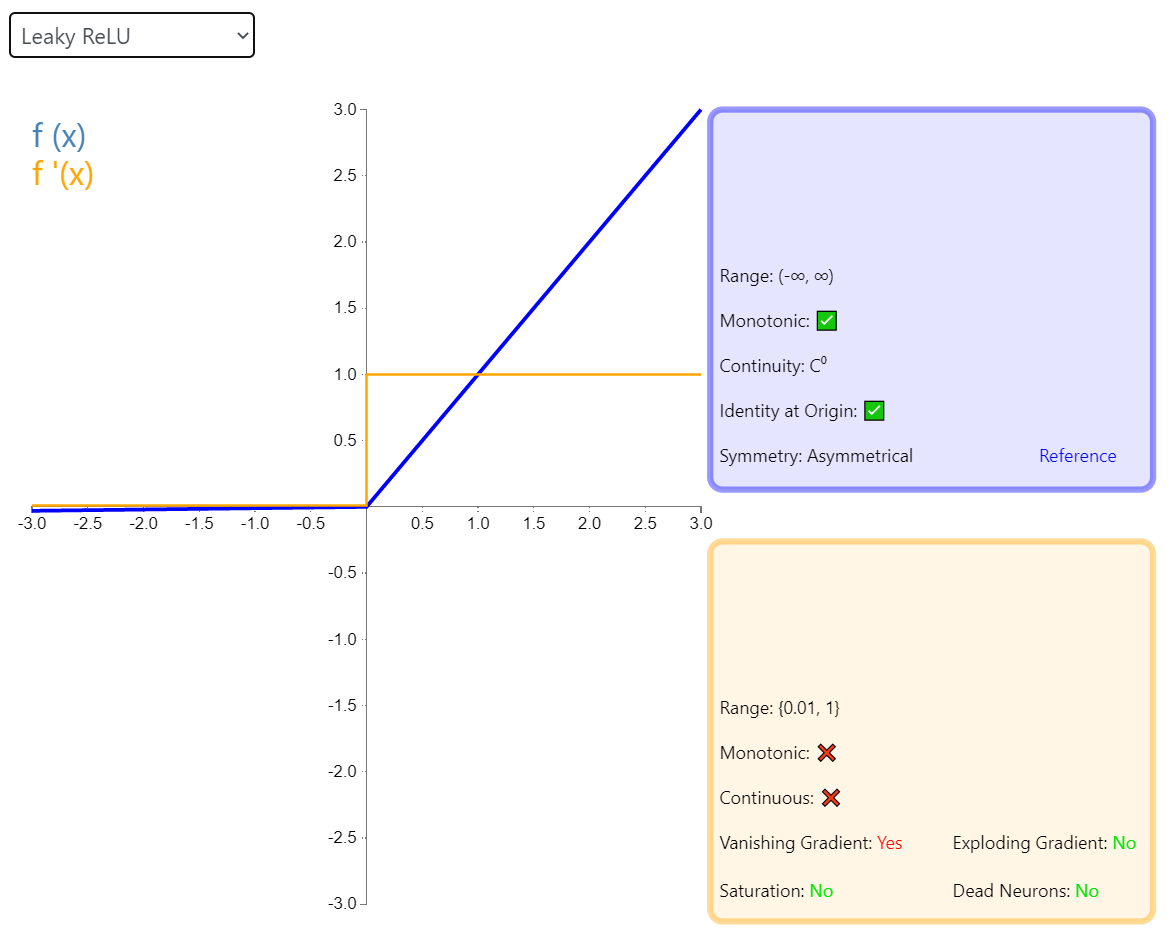 Leaky ReLU
f (x)
f '(x)
3.0
2.5
2.0
1.5
1.0
0.5
-3.0 -2.5 -2.0 -1.5 -1.0 -0.5 0.5 1.0 1.5 2.0 2.5 3.0
-0.5
-1.0
-1.5
-2.0
-2.5
-3.0
Range: (-∞, ∞)
Monotonic: ✅
Continuity: C⁰
Identity at Origin: ✅
Symmetry: Asymmetrical Reference
Range: {0.01, 1}
Monotonic: ❌
Continuous: ❌
Vanishing Gradient: Yes Exploding Gradient: No
Saturation: No Dead Neurons: No